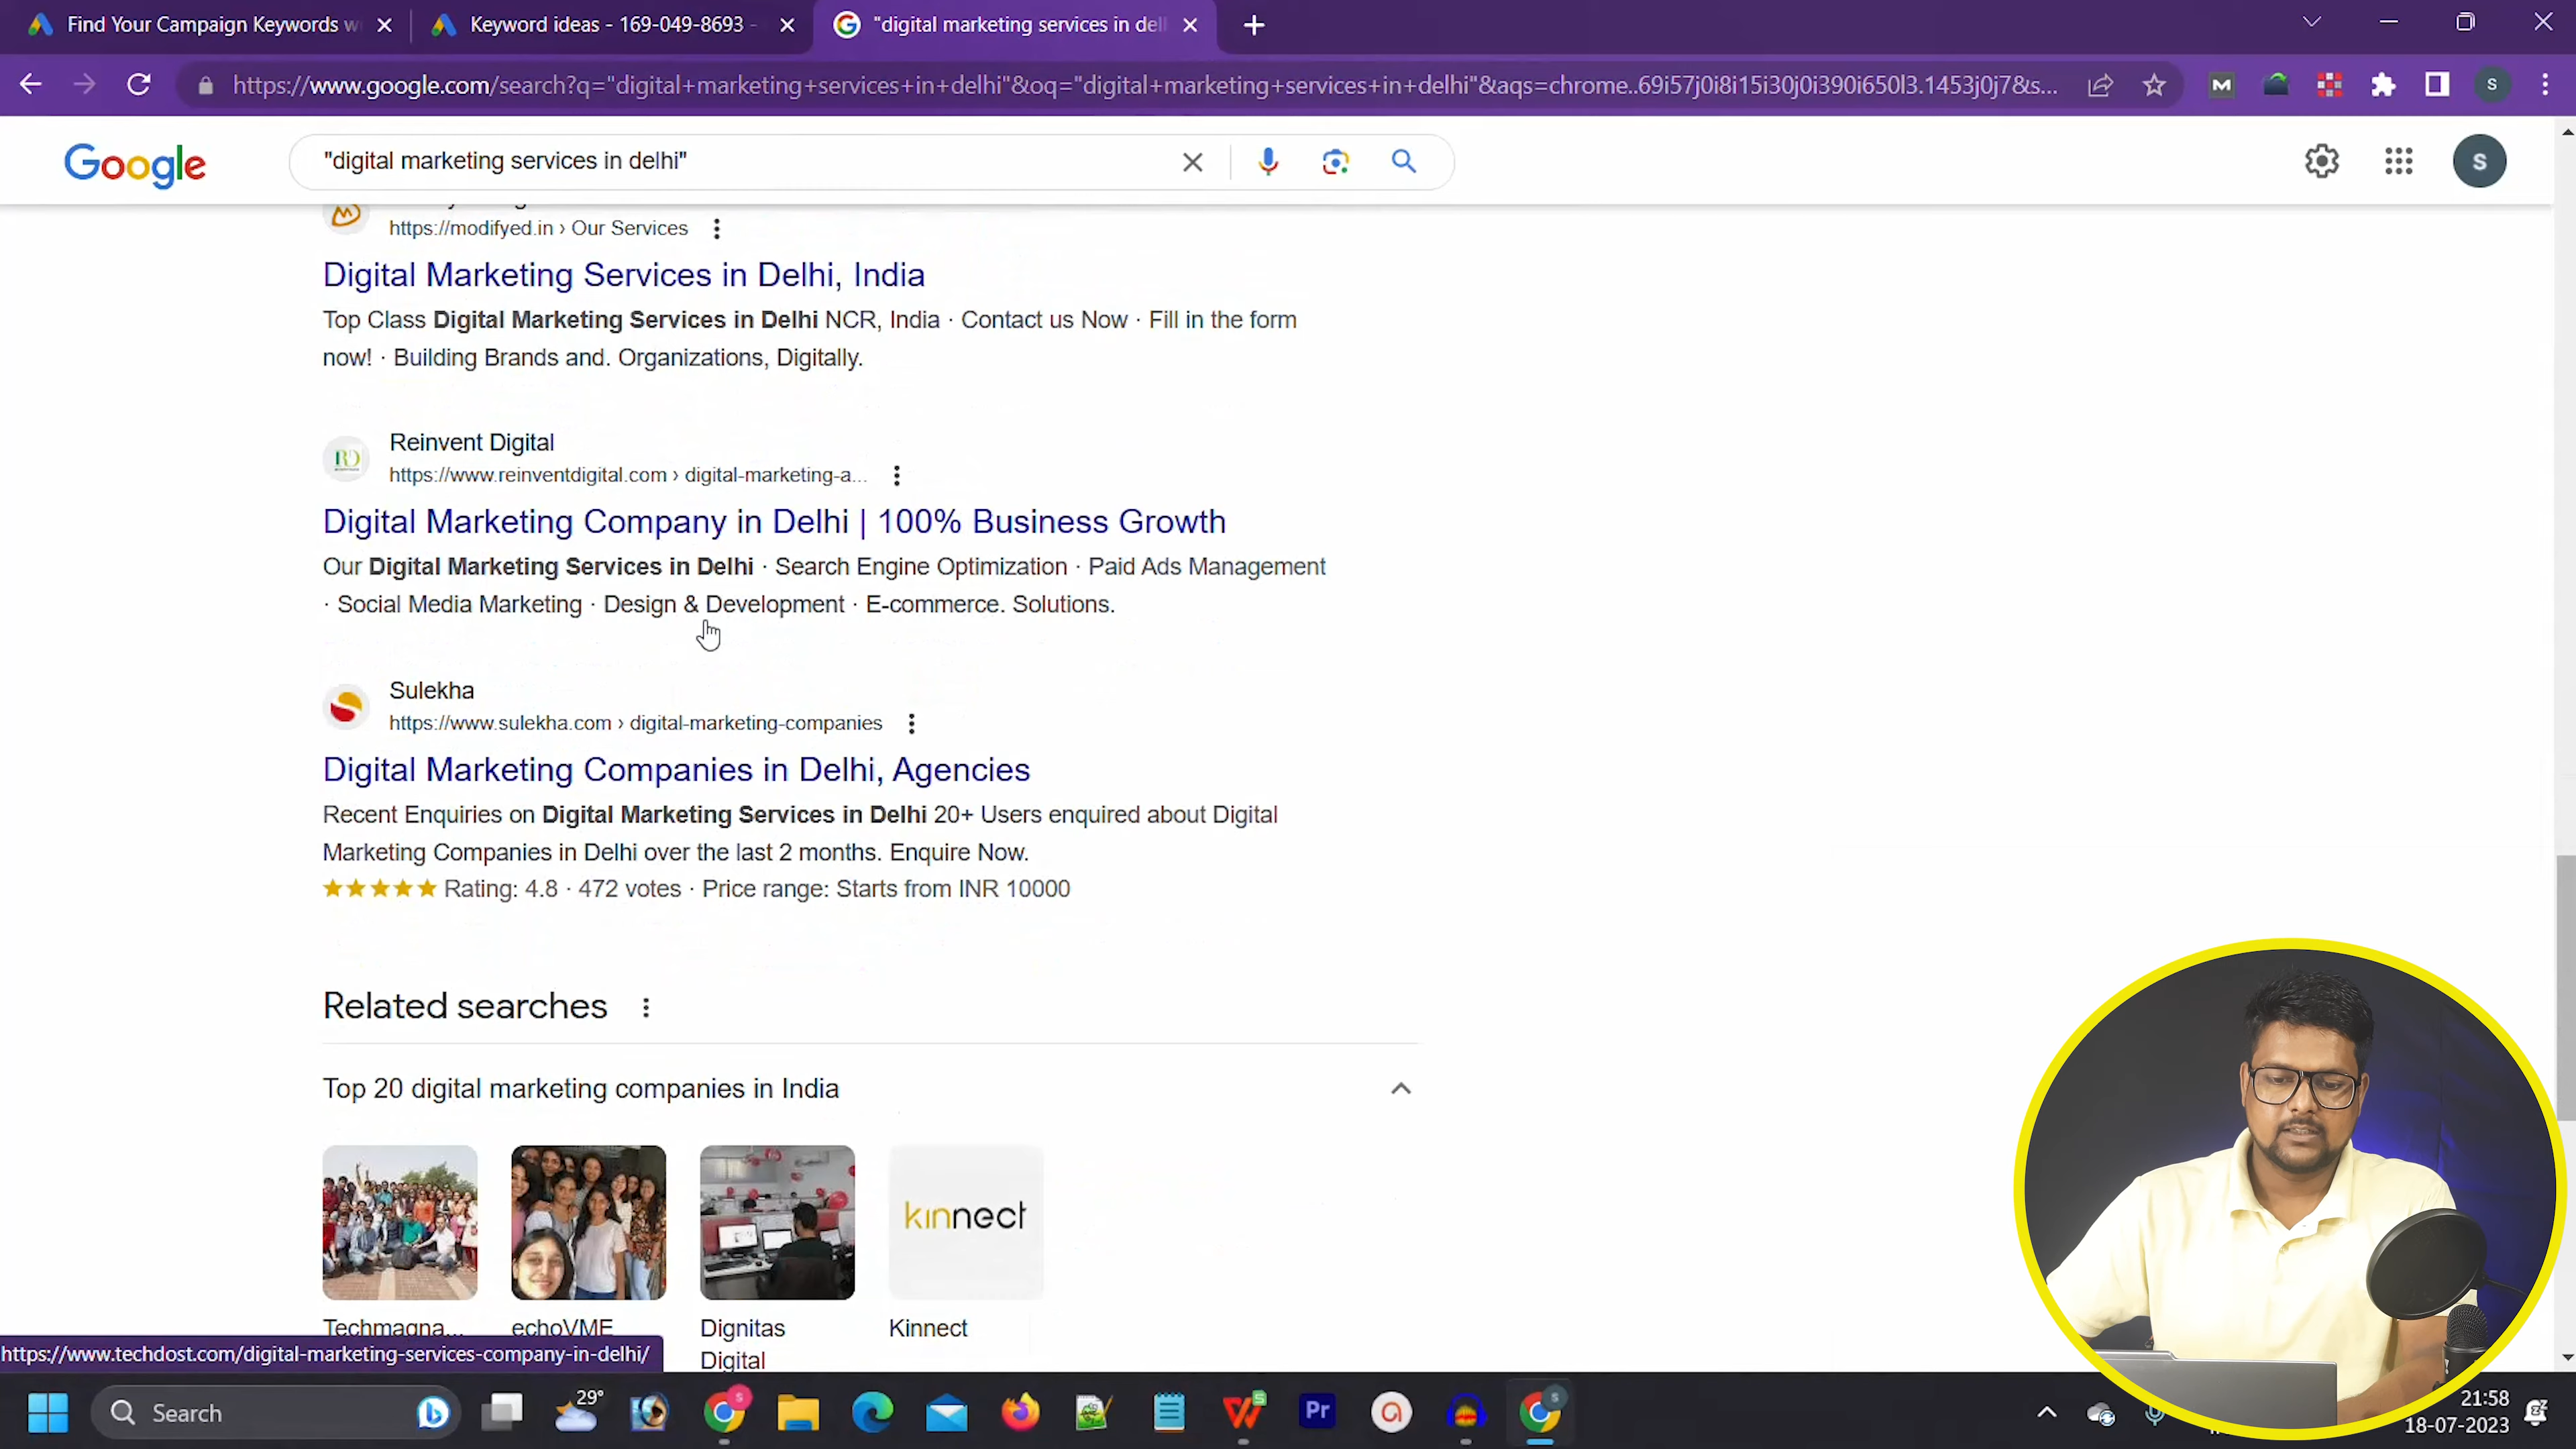 Find Your Campaign Keywords w
Keyword ideas - 169-049-8693 -
"digital marketing services in del
https://www.google.com/search?q="digital+marketing+services+in+delhi"&oq="digital+marketing+services+in+delhi"&aqs=chrome..69i57j0i8i15i30j0i390i650l3.1453j0j7&s...
M
S
Google
"digital marketing services in delhi"
S
https://modifyed.in › Our Services
Digital Marketing Services in Delhi, India
Top Class Digital Marketing Services in Delhi NCR, India · Contact us Now · Fill in the form
now! · Building Brands and. Organizations, Digitally.
RD
Reinvent Digital
https://www.reinventdigital.com › digital-marketing-a...
Digital Marketing Company in Delhi | 100% Business Growth
Our Digital Marketing Services in Delhi · Search Engine Optimization · Paid Ads Management
· Social Media Marketing · Design & Development · E-commerce. Solutions.
Sulekha
https://www.sulekha.com › digital-marketing-companies
Digital Marketing Companies in Delhi, Agencies
Recent Enquiries on Digital Marketing Services in Delhi 20+ Users enquired about Digital
Marketing Companies in Delhi over the last 2 months. Enquire Now.
Rating: 4.8 · 472 votes · Price range: Starts from INR 10000
Related searches
Top 20 digital marketing companies in India
kinnect
Techmagna...
echoVME
Dignitas
Digital
Kinnect
https://www.techdost.com/digital-marketing-services-company-in-delhi/
Search
29°
Pr
21:58
18-07-2023